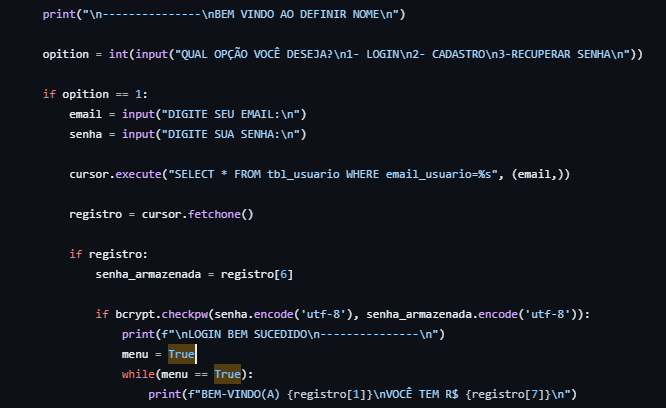 print("\n---------------\nBEM VINDO AO DEFINIR NOME\n")
opition = int(input("QUAL OPÇÃO VOCÊ DESEJA?\n1- LOGIN\n2- CADASTRO\n3-RECUPERAR SENHA\n"))
if opition == 1:
email = input("DIGITE SEU EMAIL:\n")
senha = input("DIGITE SUA SENHA:\n")
cursor.execute("SELECT * FROM tbl_usuario WHERE email_usuario=%s", (email,))
registro = cursor.fetchone()
if registro:
senha_armazenada = registro[6]
if bcrypt.checkpw(senha.encode('utf-8'), senha_armazenada.encode('utf-8')):
print(f"\nLOGIN BEM SUCEDIDO\n---------------\n")
menu = True
while(menu == True):
print(f"BEM-VINDO(A) {registro[1]}\nVOCÊ TEM R$ {registro[7]}\n")